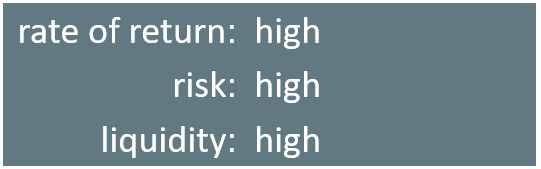 rate of return: high
risk: high
liquidity: high